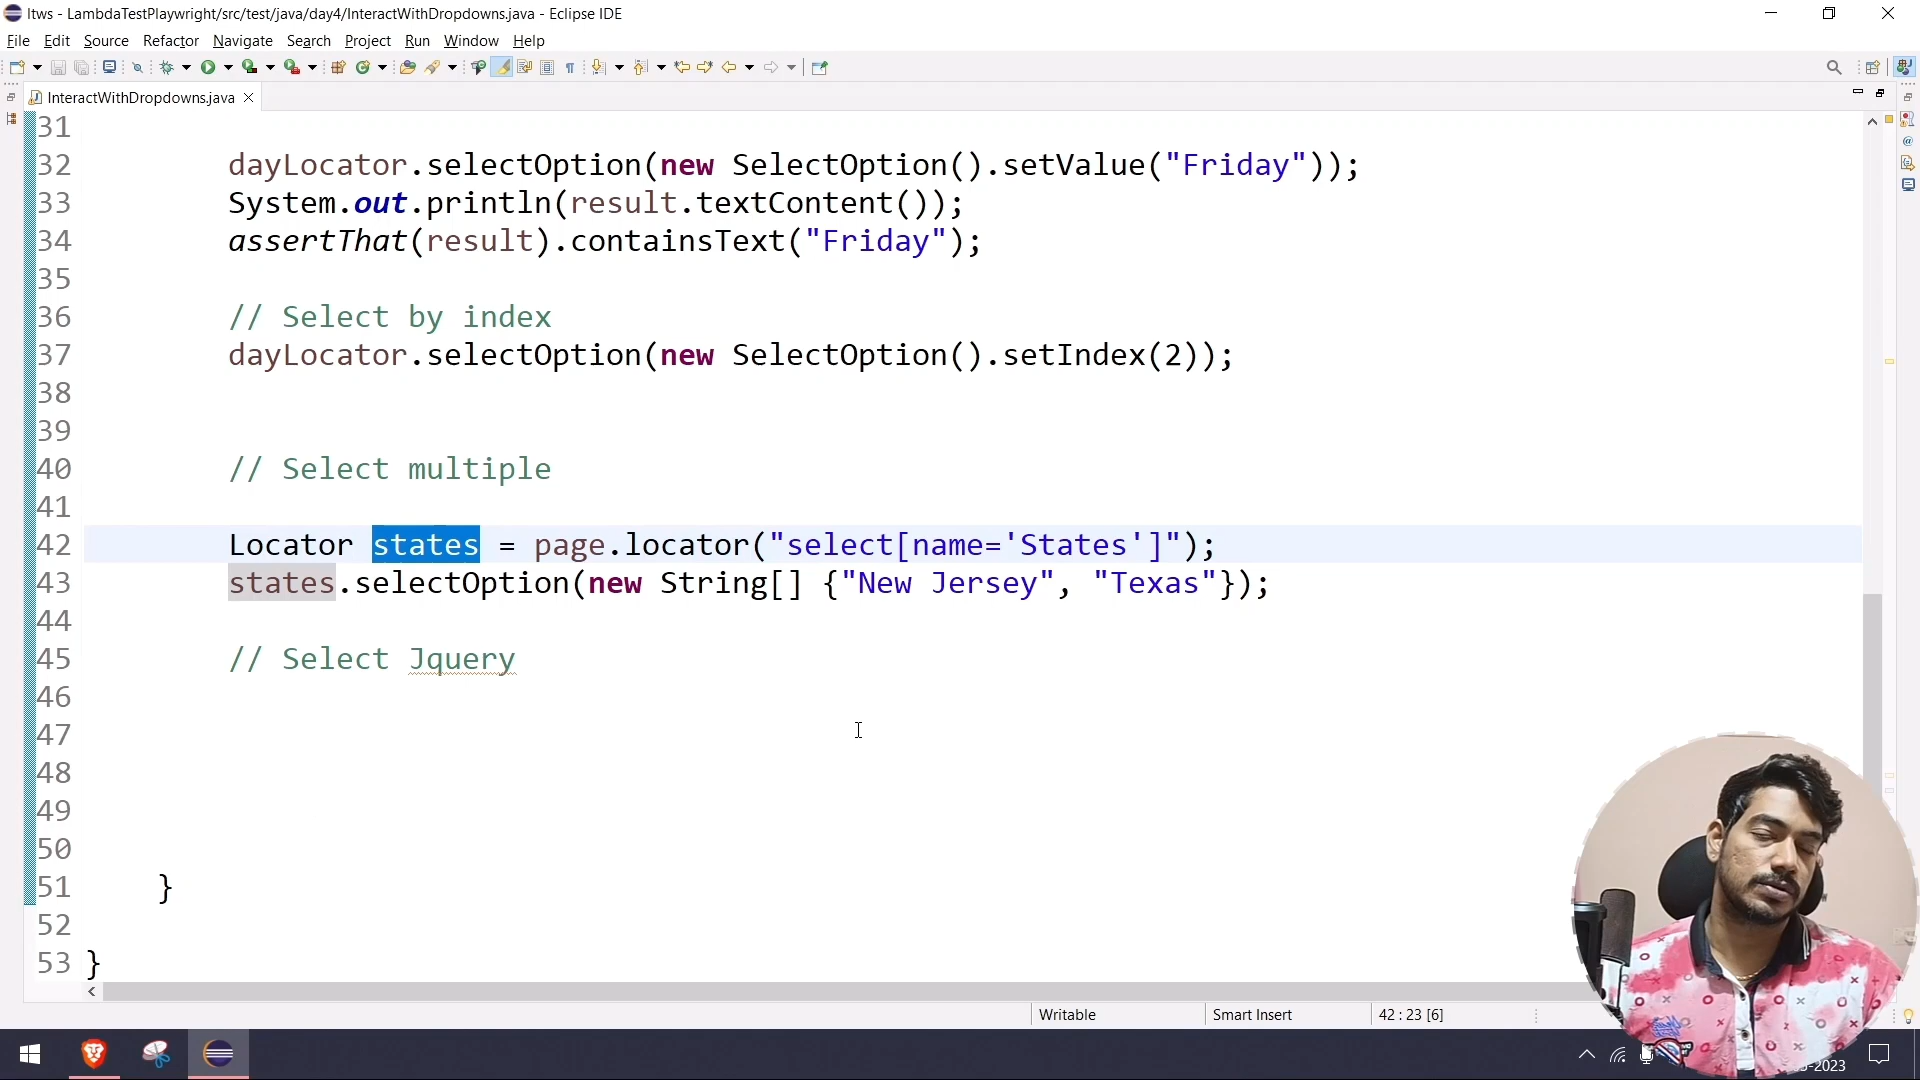 ltws - LambdaTestPlaywright/src/test/java/day4/InteractWithDropdowns.java - Eclipse IDE
File Edit Source Refactor Navigate Search Project Run Window Help
InteractWithDropdowns.java
31
32 dayLocator.selectOption(new SelectOption().setValue("Friday"));
33 System.out.println(result.textContent());
34 assertThat(result).containsText("Friday");
35
36 // Select by index
37 dayLocator.selectOption(new SelectOption().setIndex(2));
38
39
40 // Select multiple
41
42 Locator states = page.locator("select[name='States']");
43 states.selectOption(new String[] {"New Jersey", "Texas"});
44
45 // Select Jquery
46
47
48
49
50
51 }
52
53 }
Writable Smart Insert 42 : 23 [6]
-2023